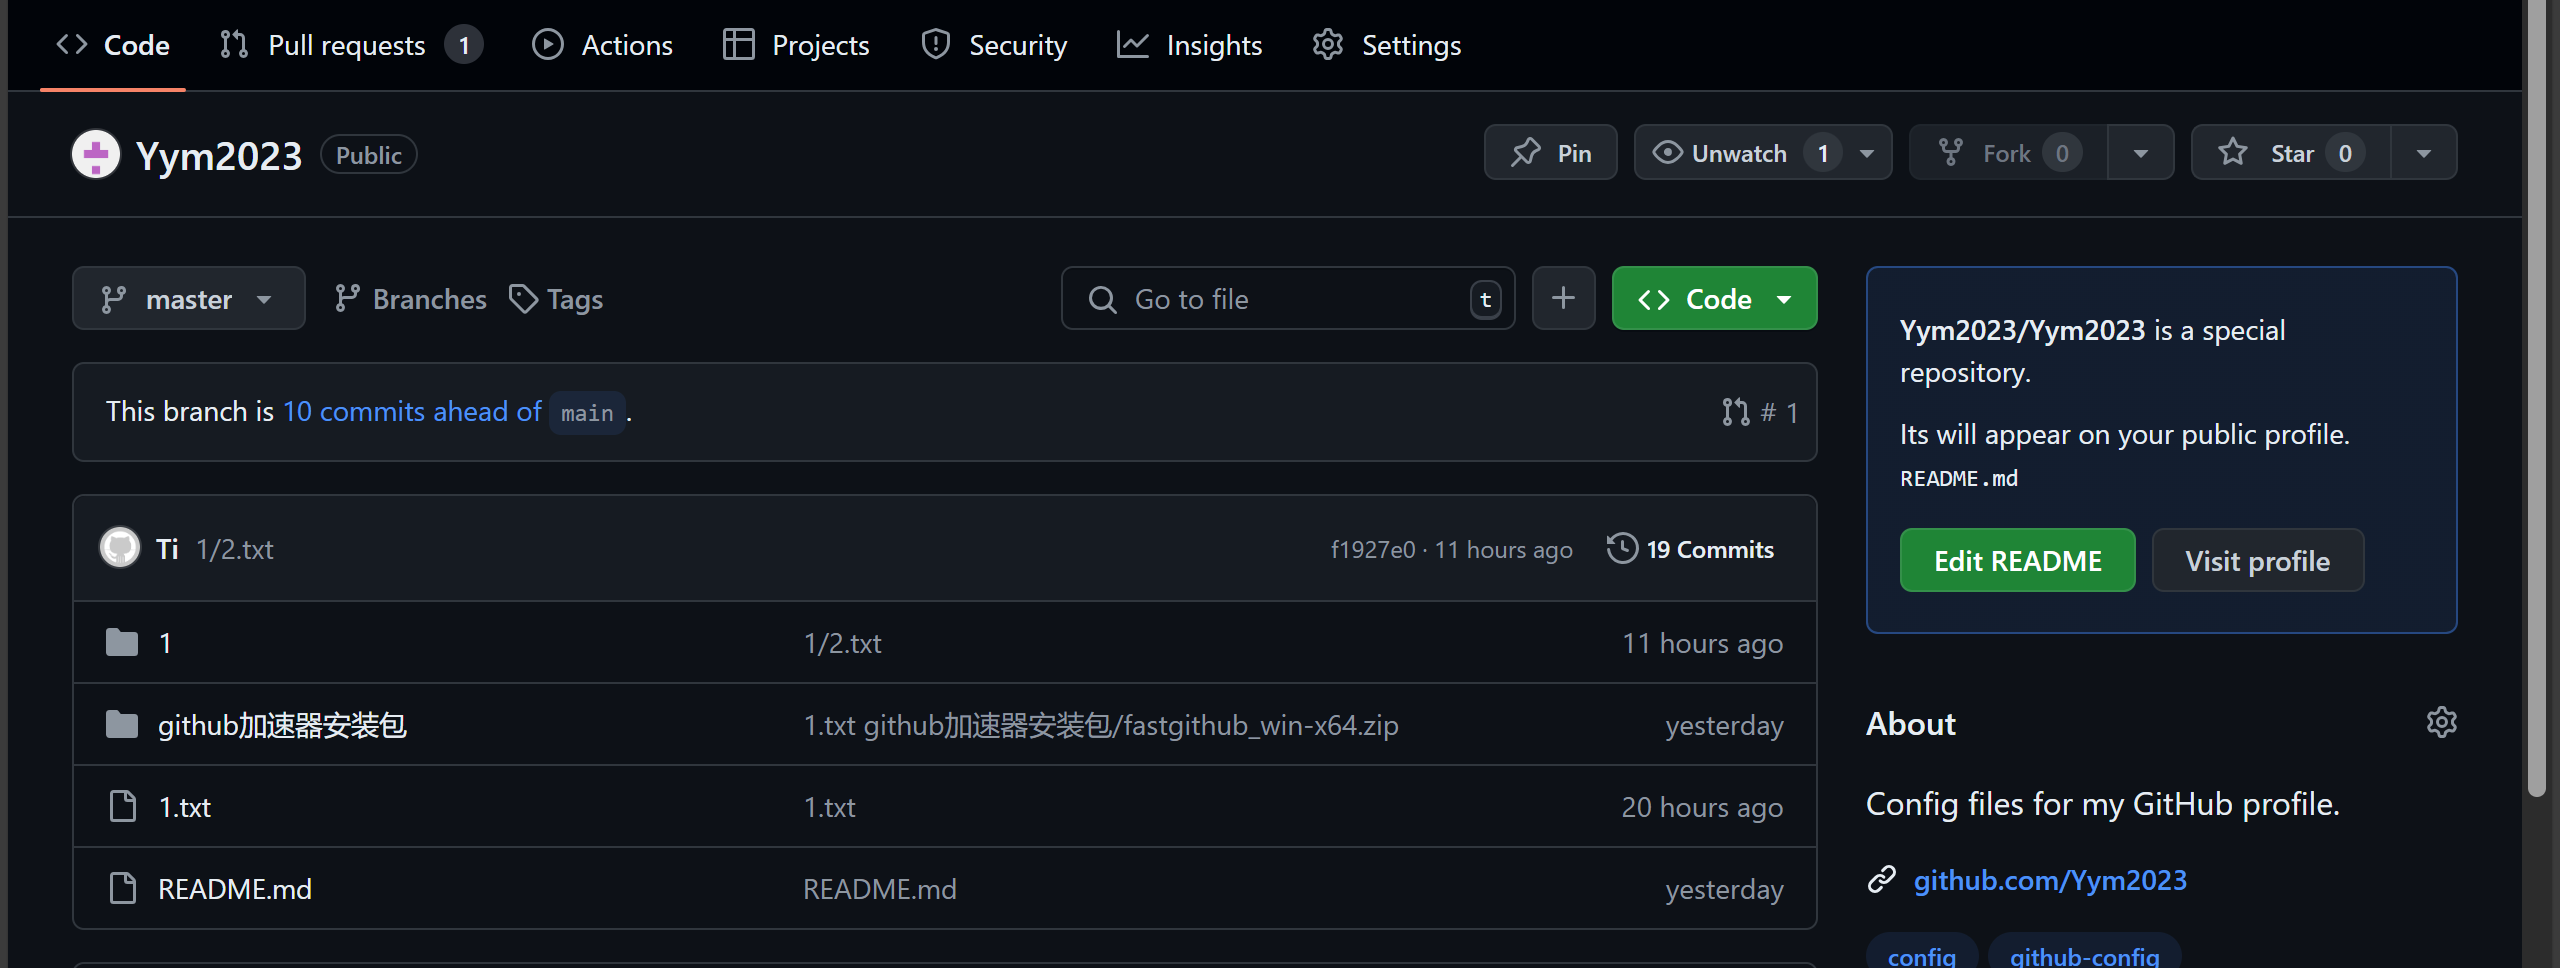 Code Pull requests 1 Actions Projects Security Insights Settings
Yym2023 Public Pin Unwatch 1 Fork 0 Star 0
master Branches Tags Go to file t Code
This branch is 10 commits ahead of main . # 1
Ti 1/2.txt f1927e0 · 11 hours ago 19 Commits
1 1/2.txt 11 hours ago
github加速器安装包 1.txt github加速器安装包/fastgithub_win-x64.zip yesterday
1.txt 1.txt 20 hours ago
README.md README.md yesterday
Yym2023/Yym2023 is a special
repository.
Its will appear on your public profile.
README.md
Edit README Visit profile
About
Config files for my GitHub profile.
github.com/Yym2023
config github-config